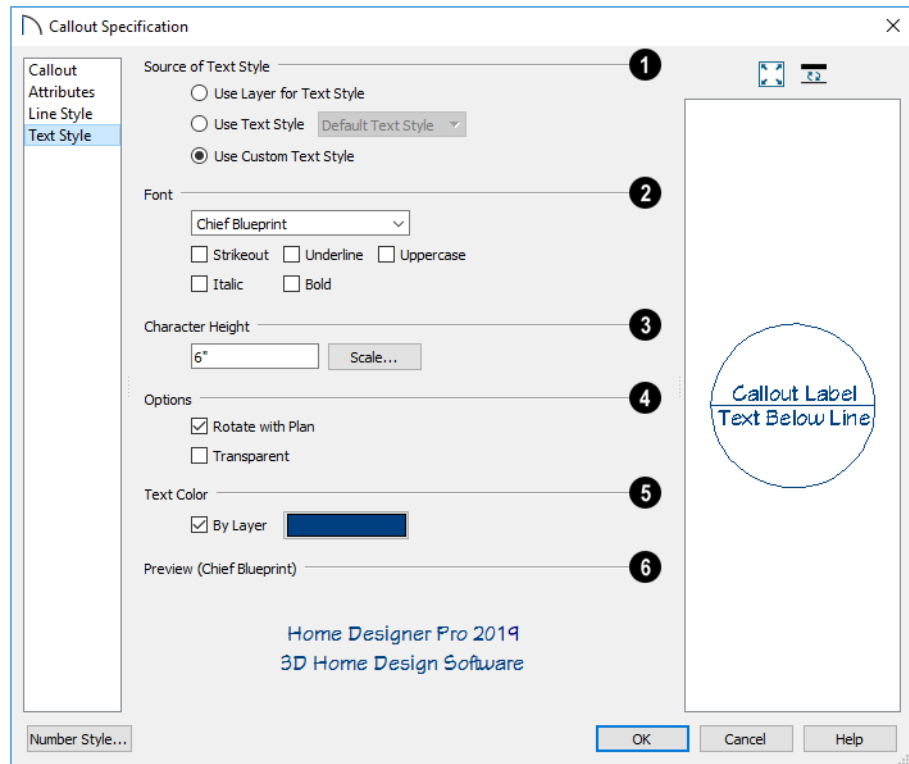 Callout Specification
Callout
Attributes
Line Style
Text Style
Source of Text Style 1
Use Layer for Text Style
Use Text Style Default Text Style
Use Custom Text Style
Font 2
Chief Blueprint
Strikeout Underline Uppercase
Italic Bold
Character Height 3
6" Scale...
Options 4
Rotate with Plan
Transparent
Text Color 5
By Layer
Preview (Chief Blueprint) 6
Home Designer Pro 2019
3D Home Design Software
Callout Label
Text Below Line
Number Style... OK Cancel Help